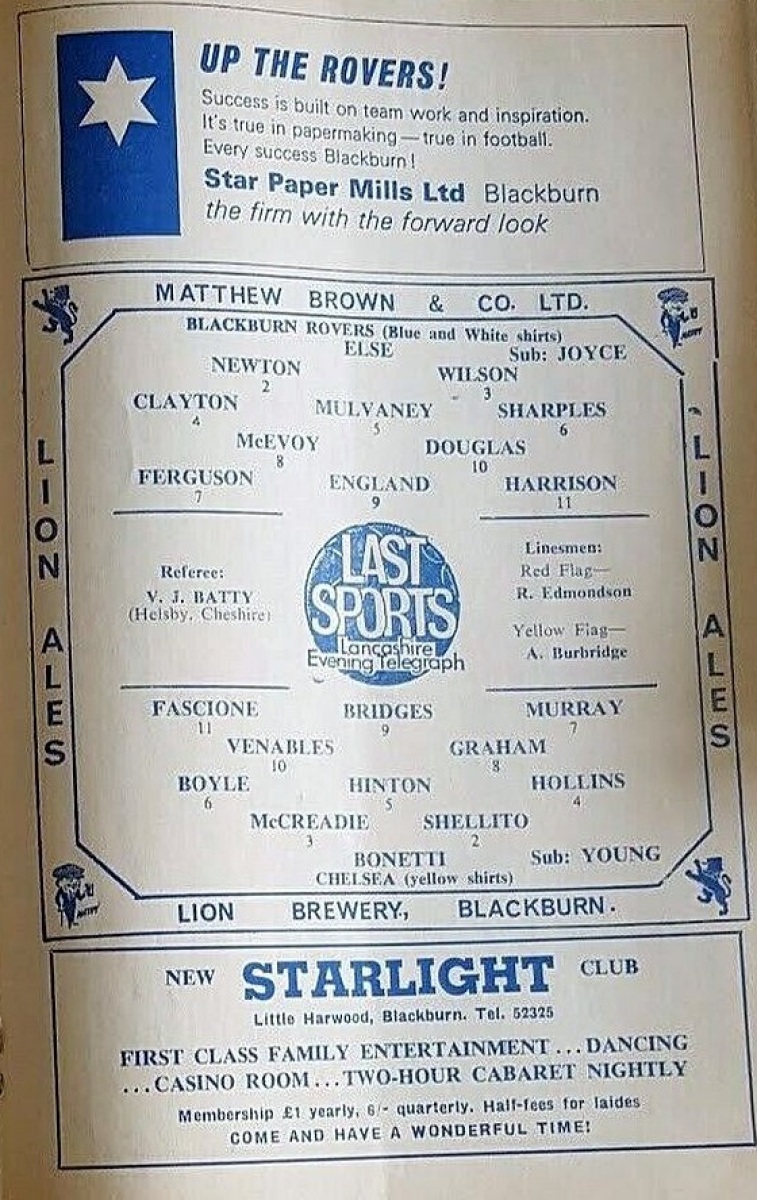 UP THE ROVERS!
Success is built on team work and inspiration.
It's true in papermaking — true in football.
Every success Blackburn!
Star Paper Mills Ltd Blackburn
the firm with the forward look
MATTHEW BROWN & CO. LTD.
LION ALES
LION ALES
BLACKBURN ROVERS (Blue and White shirts)
ELSE Sub: JOYCE
NEWTON WILSON
2 3
CLAYTON MULVANEY SHARPLES
4 5 6
McEVOY DOUGLAS
8 10
FERGUSON ENGLAND HARRISON
7 9 11
Referee:
V. J. BATTY
(Helsby, Cheshire)
LAST
SPORTS
Lancashire
Evening Telegraph
Linesmen:
Red Flag—
R. Edmondson
Yellow Flag—
A. Burbridge
FASCIONE BRIDGES MURRAY
11 9 7
VENABLES GRAHAM
10 8
BOYLE HINTON HOLLINS
6 5 4
McCREADIE SHELLITO
3 2
BONETTI Sub: YOUNG
CHELSEA (yellow shirts)
LION BREWERY, BLACKBURN.
NEW STARLIGHT CLUB
Little Harwood, Blackburn. Tel. 52325
FIRST CLASS FAMILY ENTERTAINMENT ... DANCING
... CASINO ROOM ... TWO-HOUR CABARET NIGHTLY
Membership £1 yearly, 6/- quarterly. Half-fees for laides
COME AND HAVE A WONDERFUL TIME!